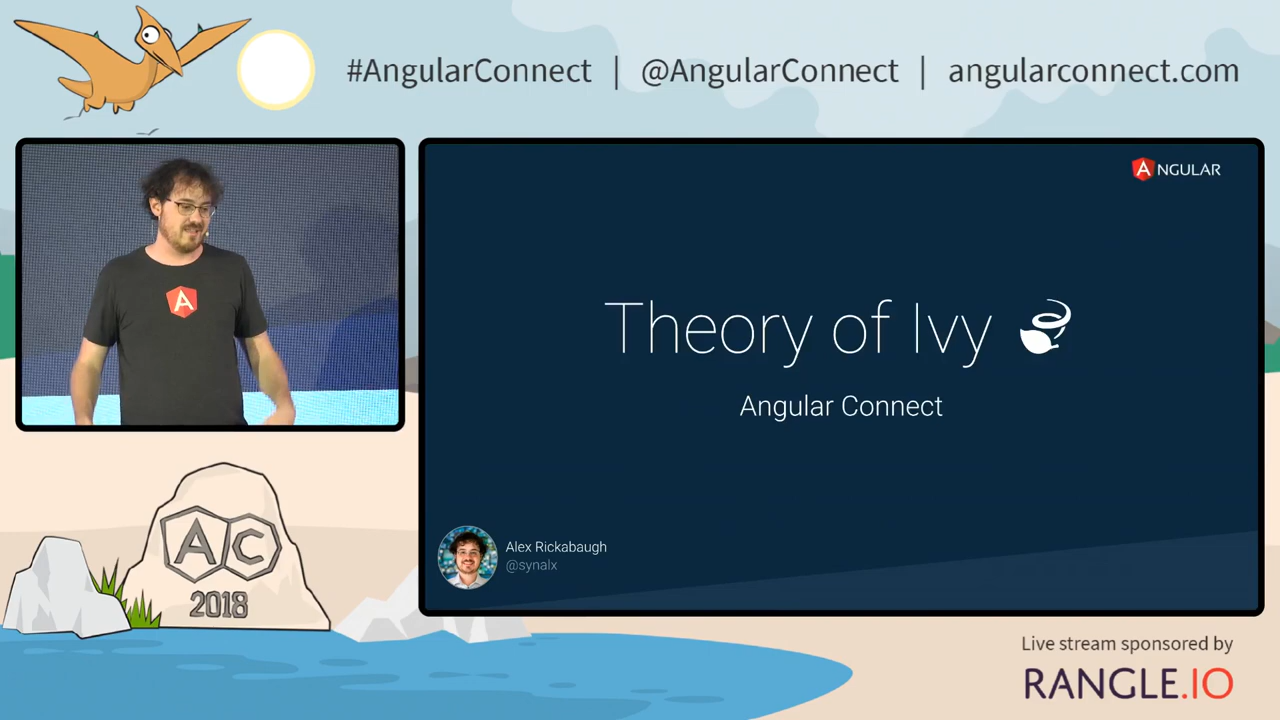 #AngularConnect | @AngularConnect | angularconnect.com
ANGULAR
Theory of Ivy
Angular Connect
Alex Rickabaugh
@synalx
A
AC
2018
Live stream sponsored by
RANGLE.IO